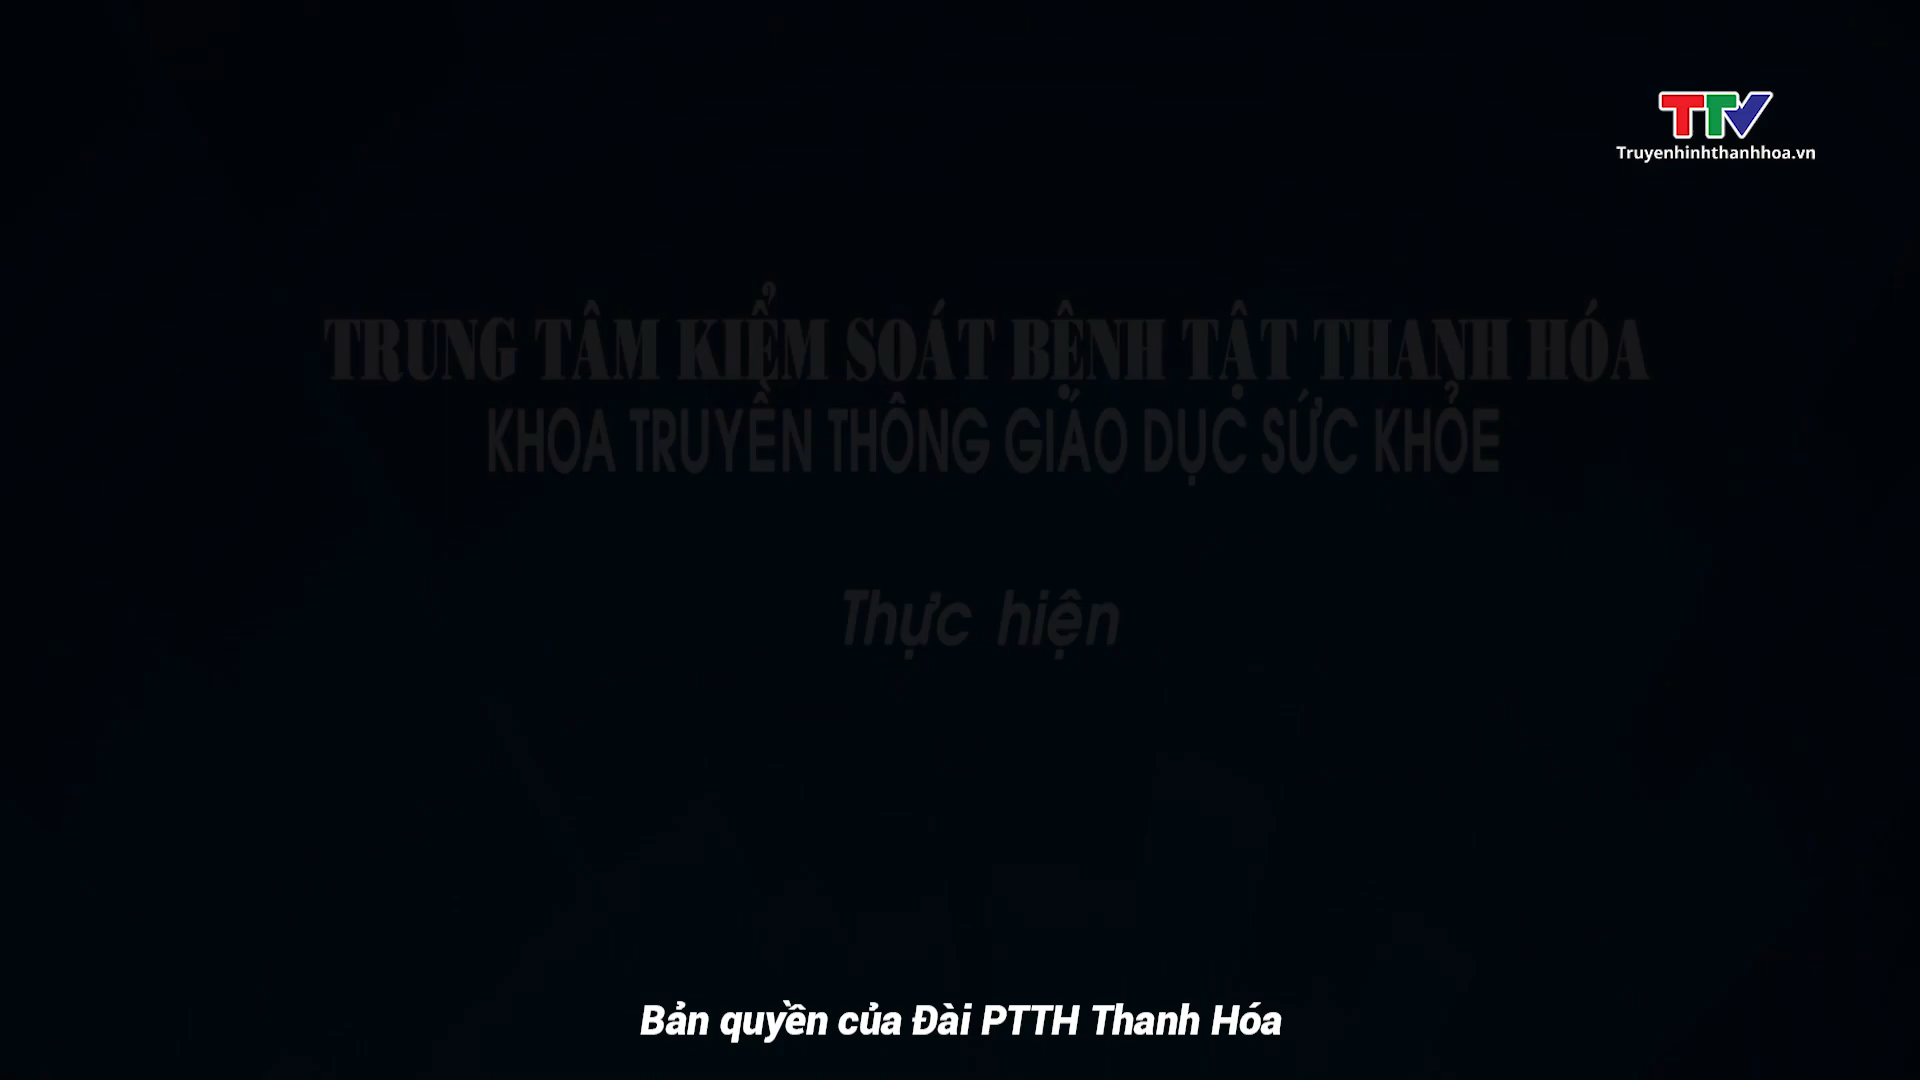 TTV
Truyenhinhthanhhoa.vn
TRUNG TÂM KIỂM SOÁT BỆNH TẬT THANH HÓA
KHOA TRUYỀN THÔNG GIÁO DỤC SỨC KHỎE
Thực hiện
Bản quyền của Đài PTTH Thanh Hóa